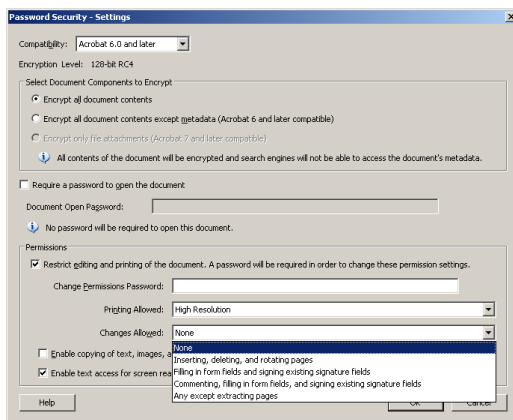 Password Security - Settings
Compatibility: Acrobat 6.0 and later
Encryption Level: 128-bit RC4
Select Document Components to Encrypt
Encrypt all document contents
Encrypt all document contents except metadata (Acrobat 6 and later compatible)
Encrypt only file attachments (Acrobat 7 and later compatible)
All contents of the document will be encrypted and search engines will not be able to access the document's metadata.
Require a password to open the document
Document Open Password:
No password will be required to open this document.
Permissions
Restrict editing and printing of the document. A password will be required in order to change these permission settings.
Change Permissions Password:
Printing Allowed: High Resolution
Changes Allowed: None
None
Enable copying of text, images, a
Inserting, deleting, and rotating pages
Filling in form fields and signing existing signature fields
Enable text access for screen rea
Commenting, filling in form fields, and signing existing signature fields
Any except extracting pages
Help OK Cancel